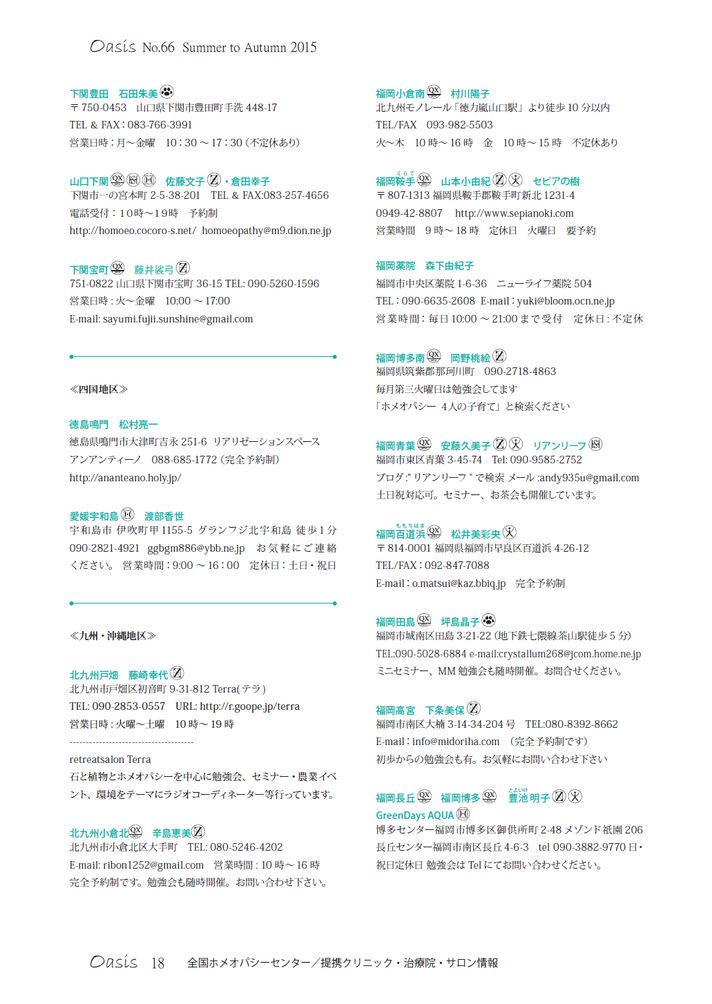 Oasis No.66 Summer to Autumn 2015
下関豊田　石田朱美
〒750-0453　山口県下関市豊田町手洗 448-17
TEL & FAX：083-766-3991
営業日時：月～金曜　10：30 ～ 17：30（不定休あり）
山口下関 QX 佐藤文子 Z ・倉田幸子
下関市一の宮本町 2-5-38-201　TEL & FAX:083-257-4656
電話受付：10時～19時　予約制
http://homoeo.cocoro-s.net/ homoeopathy@m9.dion.ne.jp
下関宝町 QX 藤井裟弓 Z
751-0822 山口県下関市宝町 36-15 TEL: 090-5260-1596
営業日時：火～金曜　10:00 ～ 17:00
E-mail: sayumi.fujii.sunshine@gmail.com
≪四国地区≫
徳島鳴門　松村亮一
徳島県鳴門市大津町吉永 251-6 リアリゼーションスペース
アンアンティーノ　088-685-1772（完全予約制）
http://ananteano.holy.jp/
愛媛宇和島 H 渡部香世
宇和島市 伊吹町甲 1155-5 グランフジ北宇和島 徒歩１分
090-2821-4921 ggbgm886@ybb.ne.jp　お気軽にご連絡
ください。 営業時間：9:00 ～ 16：00　定休日：土日・祝日
≪九州・沖縄地区≫
北九州戸畑　藤崎幸代 Z
北九州市戸畑区初音町 9-31-812 Terra(テラ)
TEL: 090-2853-0557　URL: http://r.goope.jp/terra
営業日時：火曜～土曜　10時～ 19時
-------------------------------------
retreatsalon Terra
石と植物とホメオパシーを中心に勉強会、セミナー・農業イベ
ント、環境をテーマにラジオコーディネーター等行っています。
北九州小倉北 QX 辛島恵美 Z
北九州市小倉北区大手町　TEL: 080-5246-4202
E-mail: ribon1252@gmail.com　営業時間：10時～16時
完全予約制です。勉強会も随時開催。お問い合わせ下さい。
福岡小倉南 QX 村川陽子
北九州モノレール「徳力嵐山口駅」より徒歩 10 分以内
TEL/FAX　093-982-5503
火～木　10時～16時　金　10時～15時　不定休あり
くらて
福岡鞍手 QX 山本小由紀 Z 　セピアの樹
〒807-1313 福岡県鞍手郡鞍手町新北 1231-4
0949-42-8807　http://www.sepianoki.com
営業時間　9時～18時　定休日　火曜日　要予約
福岡薬院　森下由紀子
福岡市中央区薬院 1-6-36　ニューライフ薬院 504
TEL：090-6635-2608 E-mail：yuki@bloom.ocn.ne.jp
営業時間：毎日10:00 ～ 21:00 まで受付　定休日：不定休
福岡博多南 QX 岡野桃絵 Z
福岡県筑紫郡那珂川町　090-2718-4863
毎月第三火曜日は勉強会してます
「ホメオパシー 4人の子育て」と検索ください
福岡青葉 QX 安藤久美子 Z 　リアンリーフ
福岡市東区青葉 3-45-74　Tel: 090-9585-2752
ブログ:"リアンリーフ"で検索 メール:andy935u@gmail.com
土日祝対応可。セミナー、お茶会も開催しています。
ももちはま
福岡百道浜 QX 松井美彩央
〒814-0001 福岡県福岡市早良区百道浜 4-26-12
TEL/FAX：092-847-7088
E-mail：o.matsui@kaz.bbiq.jp　完全予約制
福岡田島 QX 坪島晶子
福岡市城南区田島 3-21-22（地下鉄七隈線茶山駅徒歩５分）
TEL:090-5028-6884 e-mail:crystallum268@jcom.home.ne.jp
ミニセミナー、MM 勉強会も随時開催。お問合せください。
福岡高宮　下条美保 Z
福岡市南区大楠 3-14-34-204 号　TEL:080-8392-8662
E-mail：info@midoriha.com　（完全予約制です）
初歩からの勉強会も有。お気軽にお問い合わせ下さい
とよいけ
福岡長丘 QX 福岡博多 QX 豊池明子 Z
GreenDays AQUA H
博多センター福岡市博多区御供所町 2-48 メゾンド祇園 206
長丘センター福岡市南区長丘 4-6-3　tel 090-3882-9770 日・
祝日定休日 勉強会は Tel にてお問い合わせください。
Oasis 18 全国ホメオパシーセンター／提携クリニック・治療院・サロン情報